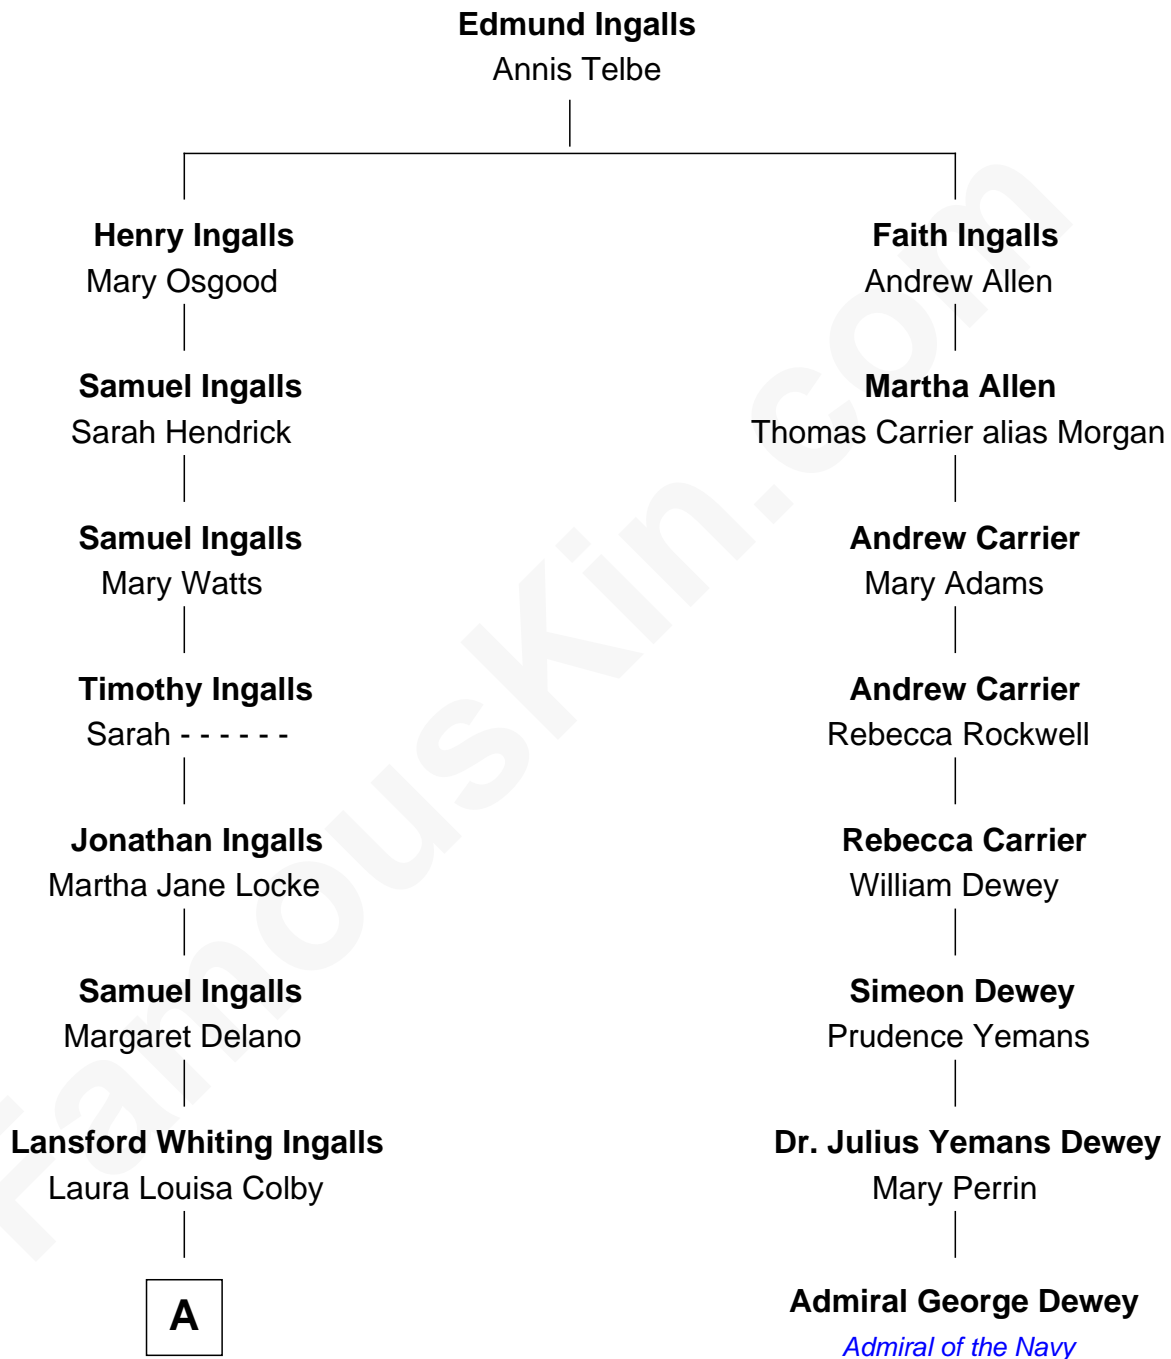 Edmund Ingalls
Annis Telbe
Henry Ingalls
Mary Osgood
Samuel Ingalls
Sarah Hendrick
Samuel Ingalls
Mary Watts
Timothy Ingalls
Sarah - - - - - -
Jonathan Ingalls
Martha Jane Locke
Samuel Ingalls
Margaret Delano
Lansford Whiting Ingalls
Laura Louisa Colby
A
Faith Ingalls
Andrew Allen
Martha Allen
Thomas Carrier alias Morgan
Andrew Carrier
Mary Adams
Andrew Carrier
Rebecca Rockwell
Rebecca Carrier
William Dewey
Simeon Dewey
Prudence Yemans
Dr. Julius Yemans Dewey
Mary Perrin
Admiral George Dewey
Admiral of the Navy
FamousKin.com